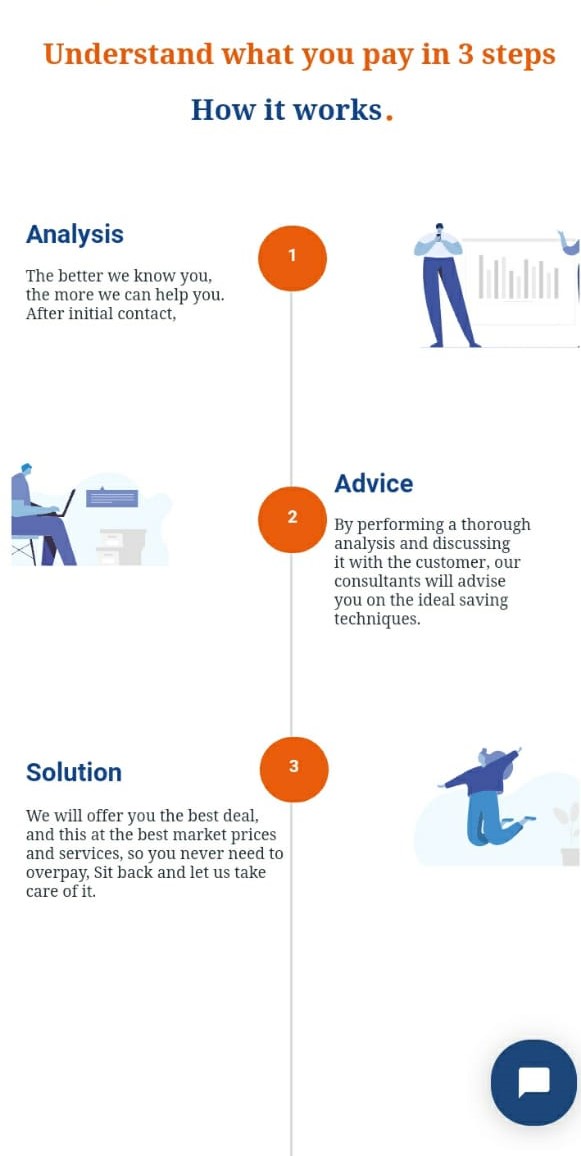 Understand what you pay in 3 steps
How it works.
Analysis
1
The better we know you,
the more we can help you.
After initial contact,
2
Advice
By performing a thorough
analysis and discussing
it with the customer, our
consultants will advise
you on the ideal saving
techniques.
3
Solution
We will offer you the best deal,
and this at the best market prices
and services, so you never need to
overpay, Sit back and let us take
care of it.